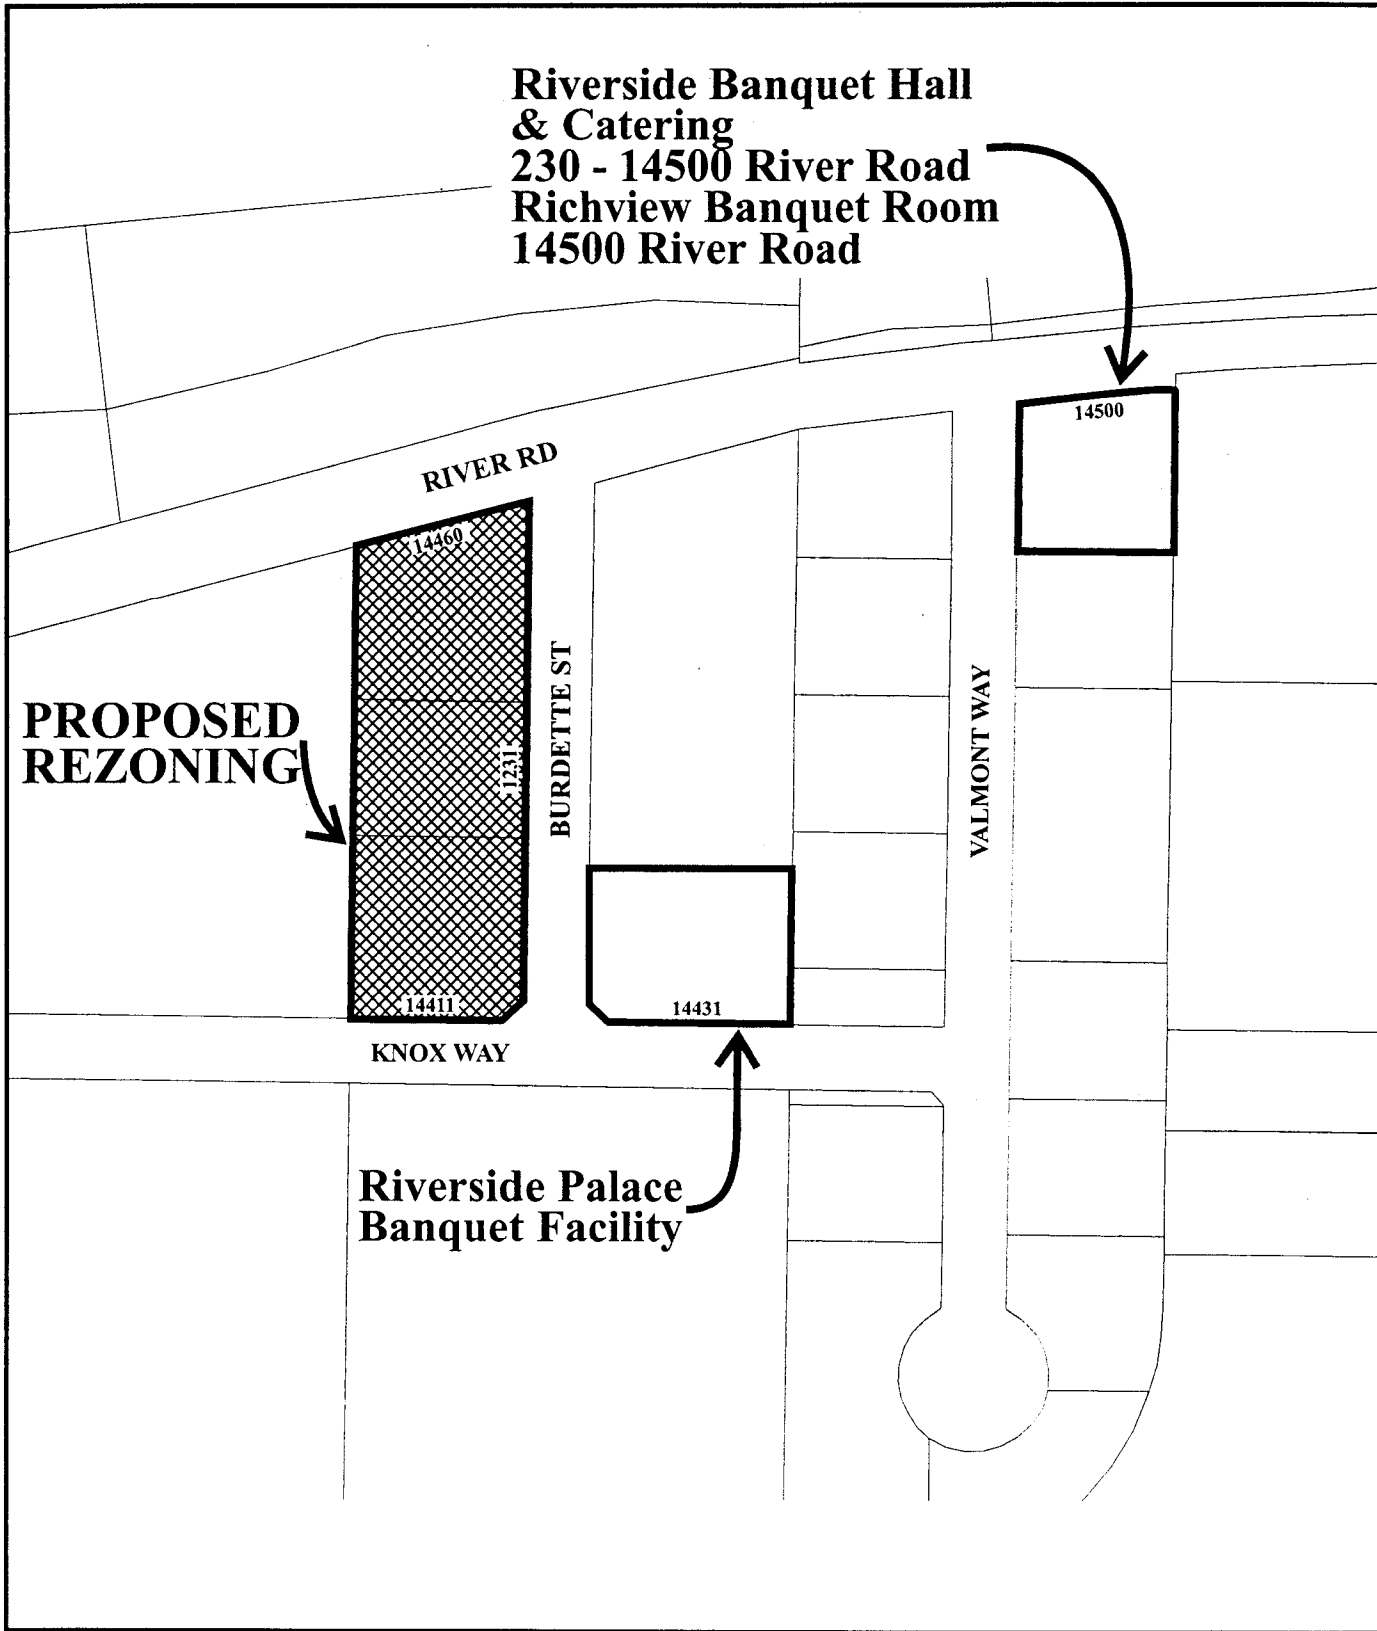 Riverside Banquet Hall
& Catering
230 - 14500 River Road
Richview Banquet Room
14500 River Road
14500
RIVER RD
14460
PROPOSED
REZONING
1231
BURDETTE ST
VALMONT WAY
14411
14431
KNOX WAY
Riverside Palace
Banquet Facility